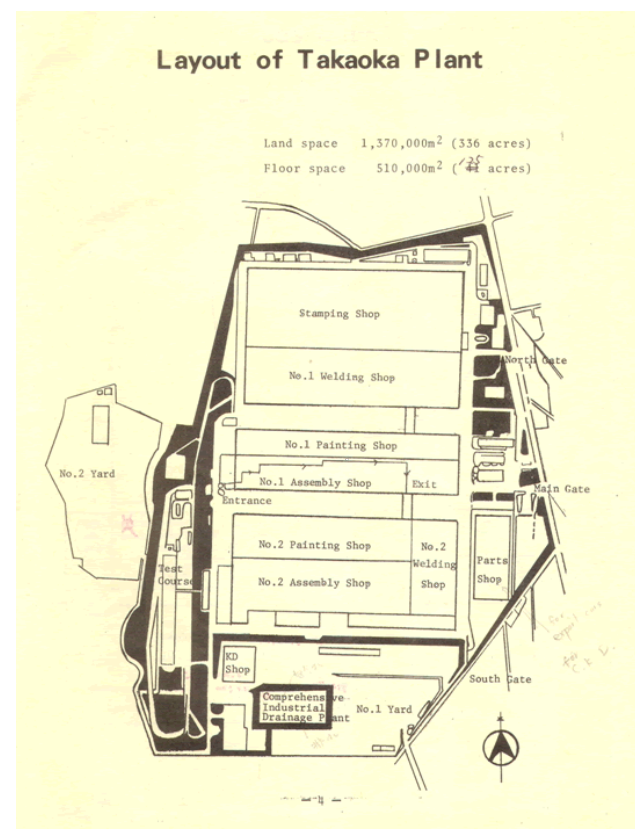 Layout of Takaoka Plant
Land space 1,370,000m² (336 acres)
Floor space 510,000m² (125 acres)
Stamping Shop
No.1 Welding Shop
North Gate
No.1 Painting Shop
No.2 Yard
No.1 Assembly Shop
Exit
Entrance
Main Gate
No.2 Painting Shop
No.2
Welding
Shop
Parts
Shop
Test
Course
No.2 Assembly Shop
for
export
C.K.D.
KD
Shop
South Gate
Comprehensive
Industrial
Drainage Plant
No.1 Yard
— 4 —